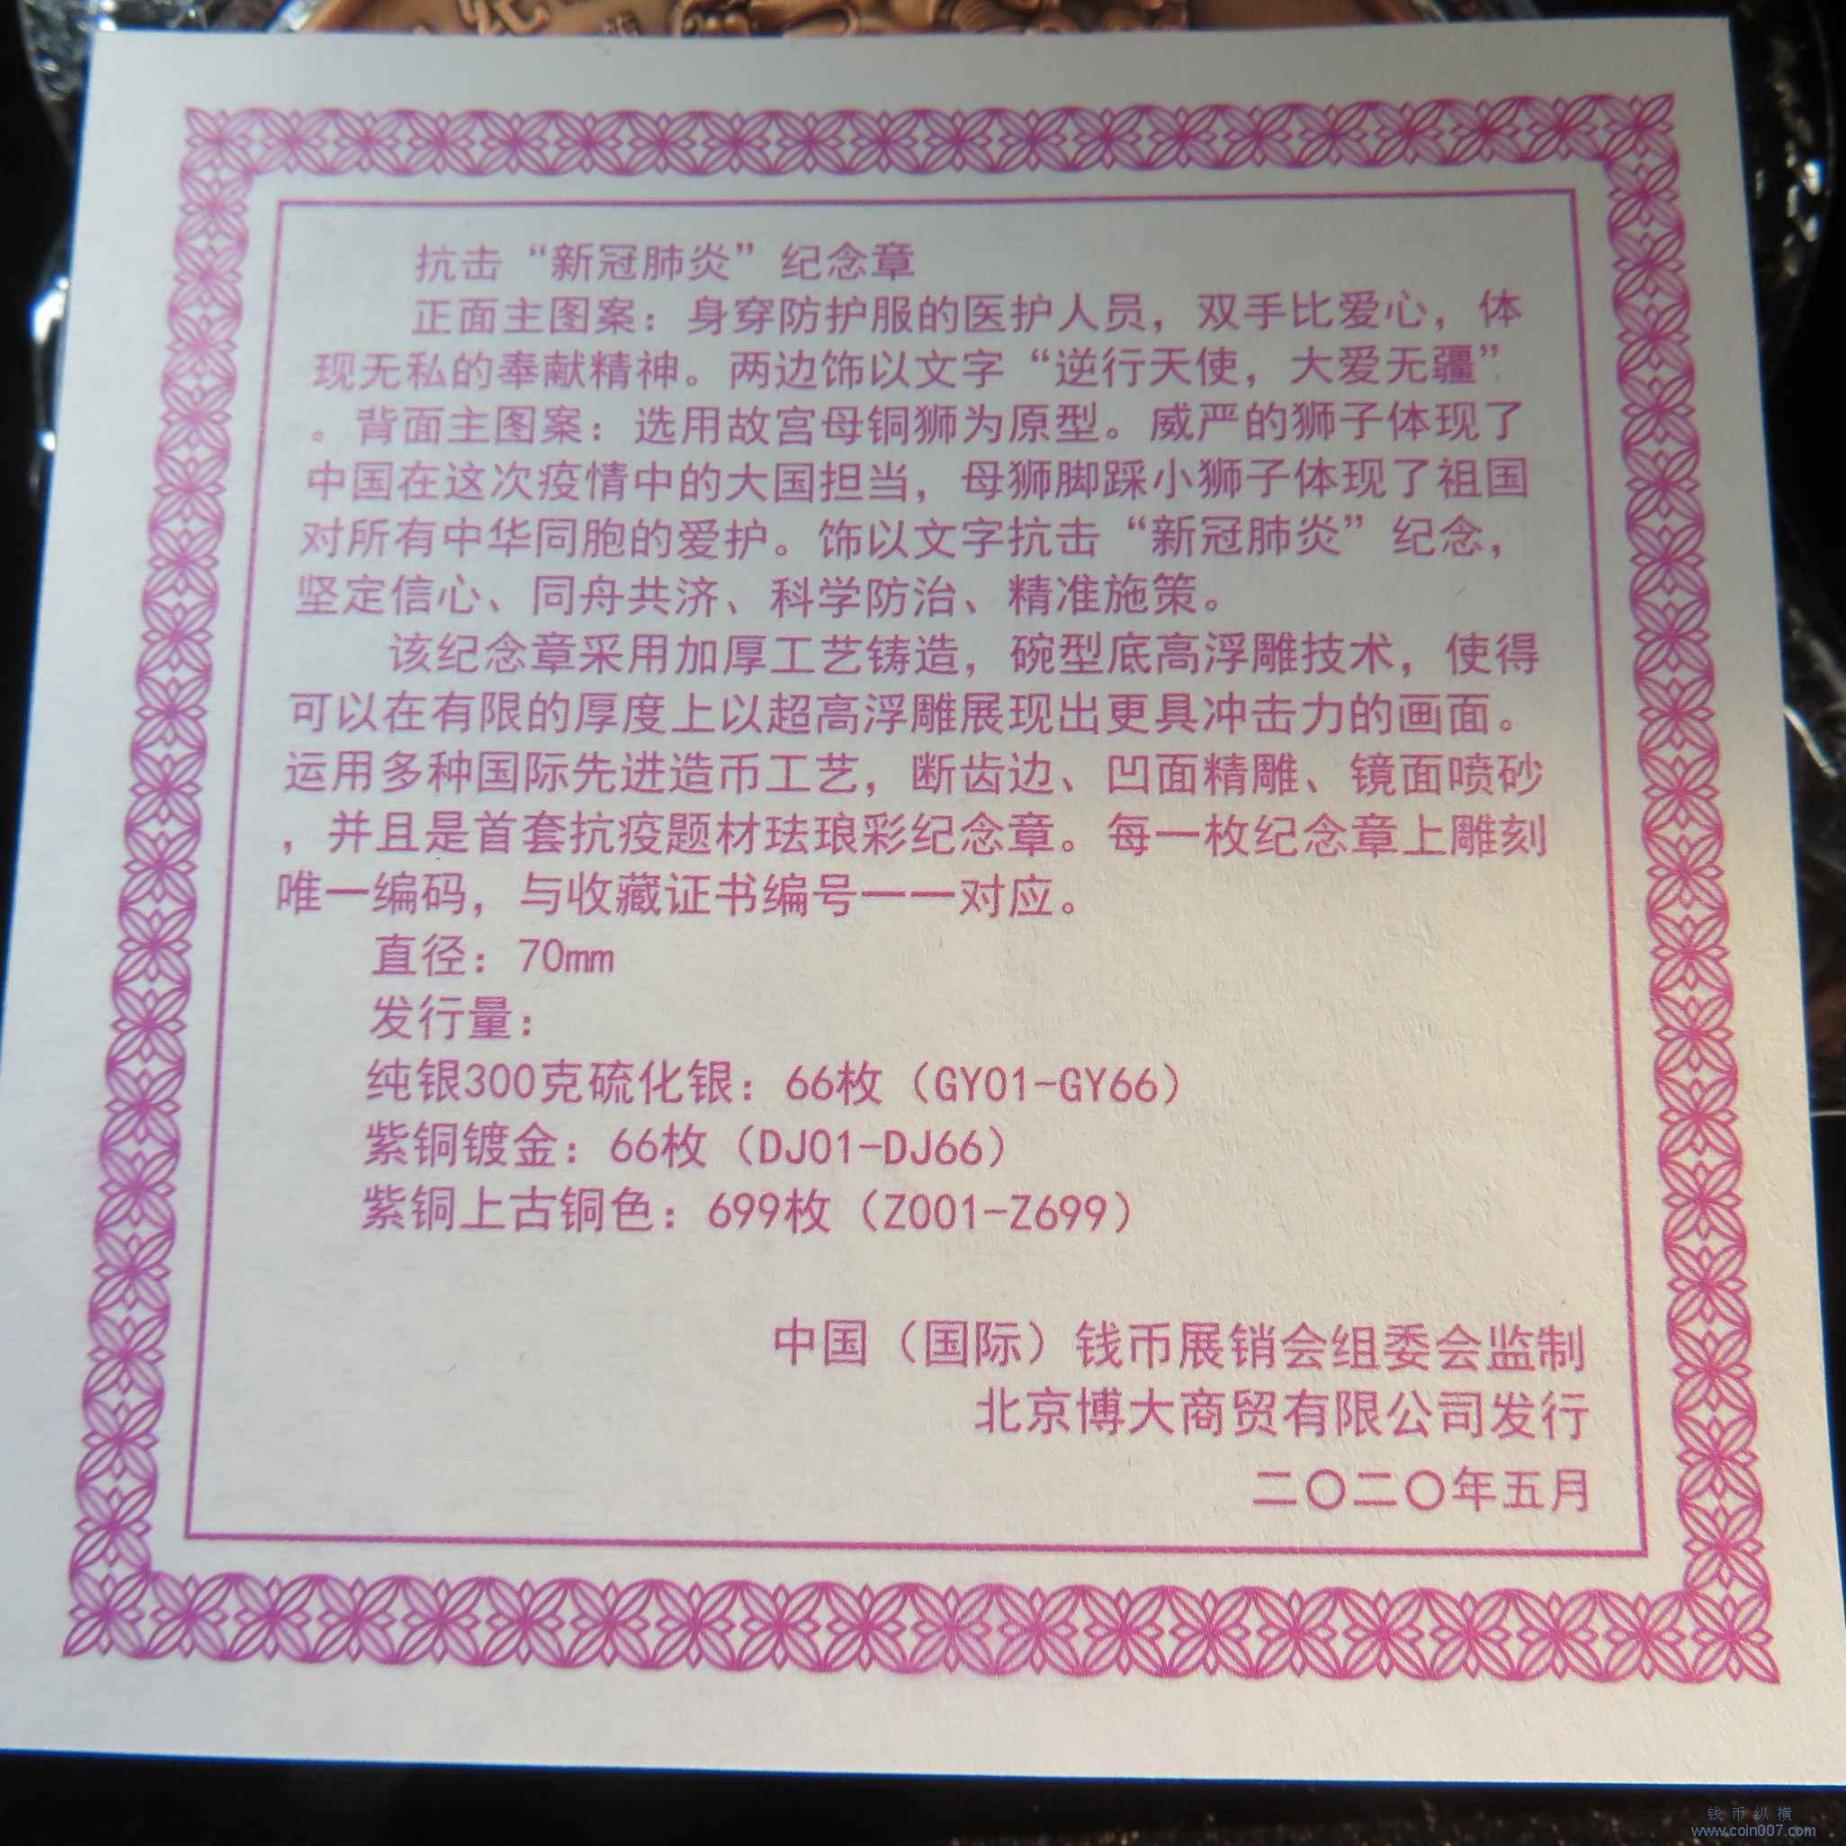 抗击“新冠肺炎”纪念章
正面主图案：身穿防护服的医护人员，双手比爱心，体
现无私的奉献精神。两边饰以文字“逆行天使，大爱无疆”
。背面主图案：选用故宫母铜狮为原型。威严的狮子体现了
中国在这次疫情中的大国担当，母狮脚踩小狮子体现了祖国
对所有中华同胞的爱护。饰以文字抗击“新冠肺炎”纪念，
坚定信心、同舟共济、科学防治、精准施策。
该纪念章采用加厚工艺铸造，碗型底高浮雕技术，使得
可以在有限的厚度上以超高浮雕展现出更具冲击力的画面。
运用多种国际先进造币工艺，断齿边、凹面精雕、镜面喷砂
，并且是首套抗疫题材珐琅彩纪念章。每一枚纪念章上雕刻
唯一编码，与收藏证书编号一一对应。
直径：70mm
发行量：
纯银300克硫化银：66枚（GY01-GY66）
紫铜镀金：66枚（DJ01-DJ66）
紫铜上古铜色：699枚（Z001-Z699）
中国（国际）钱币展销会组委会监制
北京博大商贸有限公司发行
二〇二〇年五月
钱币纵横
www.coin007.com